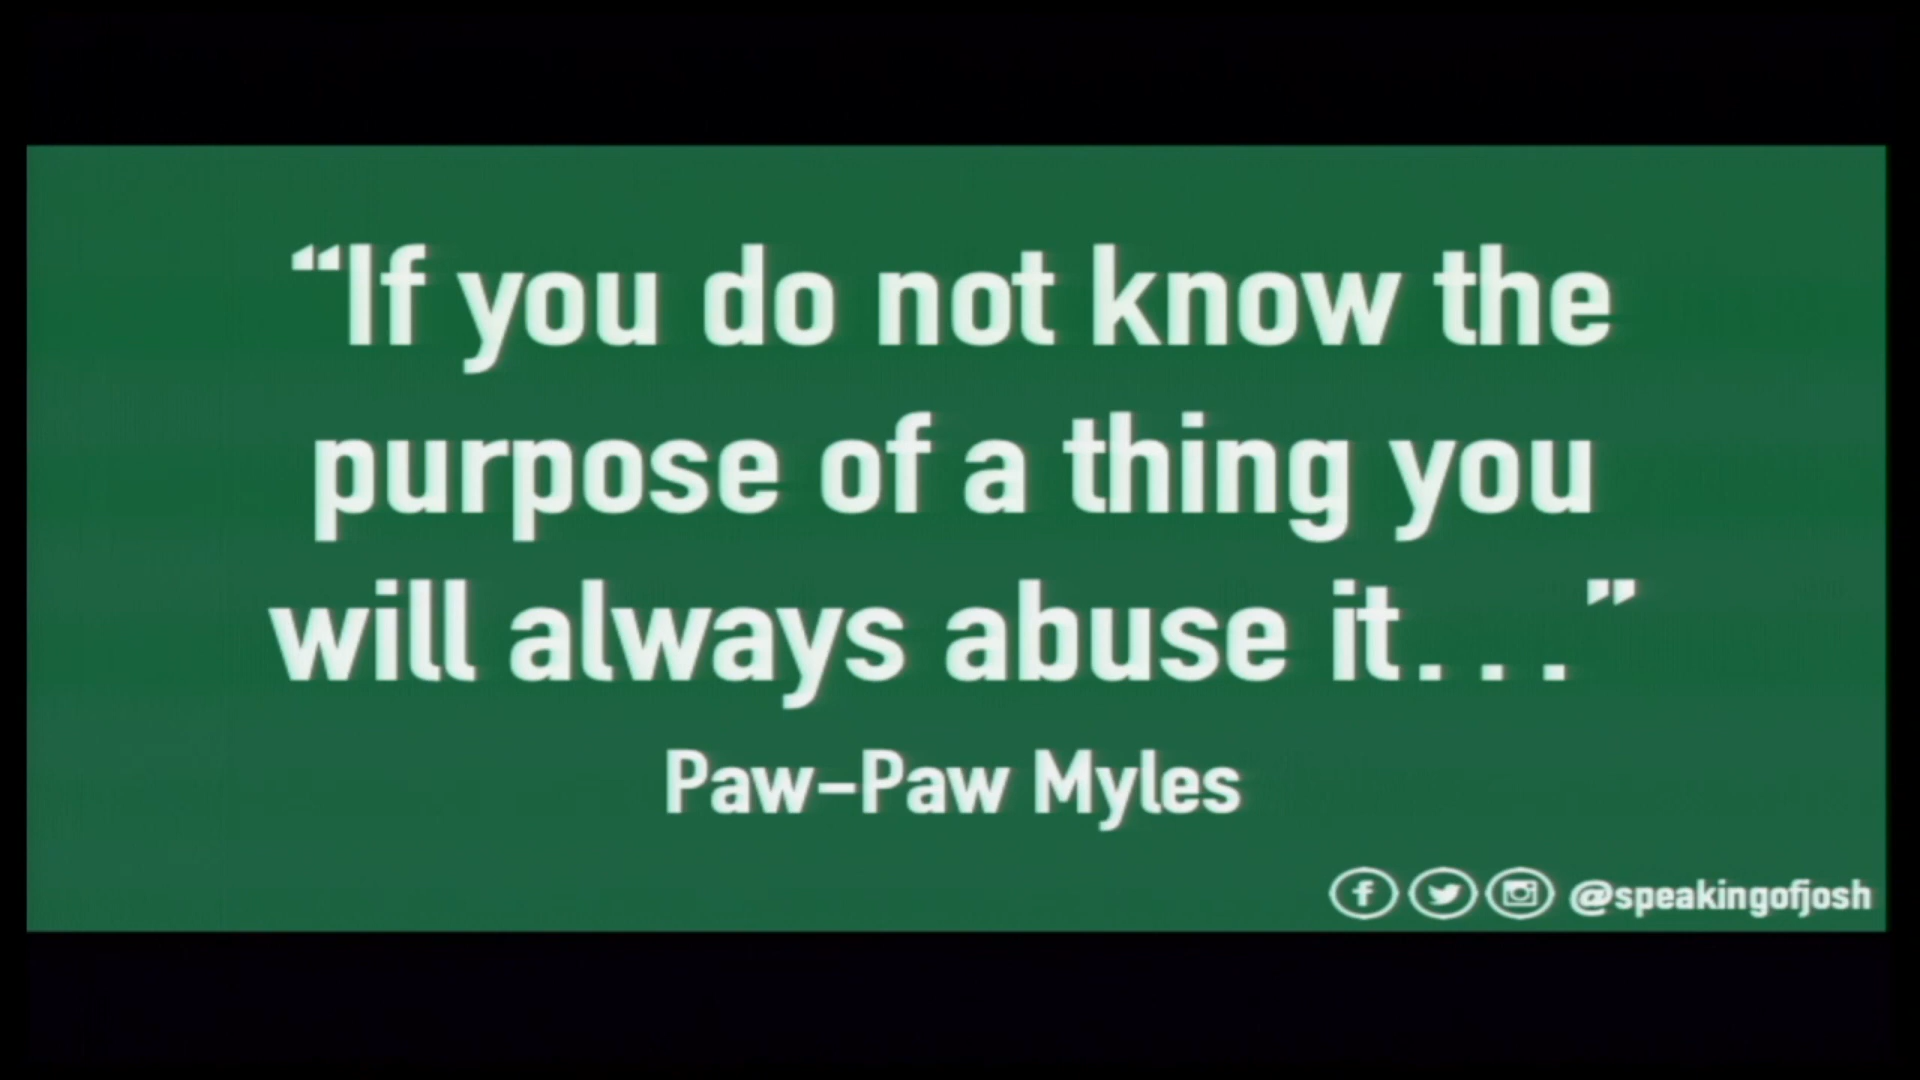 “If you do not know the
purpose of a thing you
will always abuse it...”
Paw-Paw Myles
@speakingofjosh